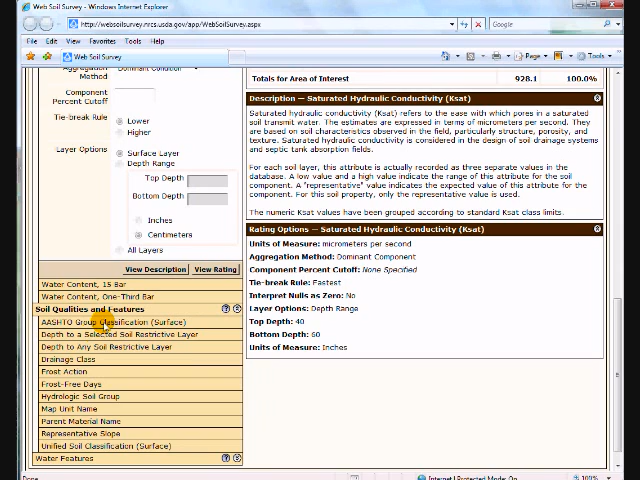 Web Soil Survey - Windows Internet Explorer
http://websoilsurvey.nrcs.usda.gov/app/WebSoilSurvey.aspx
Google
File Edit View Favorites Tools Help
Web Soil Survey
Page Tools
Aggregation Method
Dominant Condition
Component Percent Cutoff
Tie-break Rule
Lower
Higher
Layer Options
Surface Layer
Depth Range
Top Depth
Bottom Depth
Inches
Centimeters
All Layers
View Description View Rating
Water Content, 15 Bar
Water Content, One-Third Bar
Soil Qualities and Features
AASHTO Group Classification (Surface)
Depth to a Selected Soil Restrictive Layer
Depth to Any Soil Restrictive Layer
Drainage Class
Frost Action
Frost-Free Days
Hydrologic Soil Group
Map Unit Name
Parent Material Name
Representative Slope
Unified Soil Classification (Surface)
Water Features
Totals for Area of Interest 928.1 100.0%
Description — Saturated Hydraulic Conductivity (Ksat)
Saturated hydraulic conductivity (Ksat) refers to the ease with which pores in a saturated
soil transmit water. The estimates are expressed in terms of micrometers per second. They
are based on soil characteristics observed in the field, particularly structure, porosity, and
texture. Saturated hydraulic conductivity is considered in the design of soil drainage systems
and septic tank absorption fields.
For each soil layer, this attribute is actually recorded as three separate values in the
database. A low value and a high value indicate the range of this attribute for the soil
component. A "representative" value indicates the expected value of this attribute for the
component. For this soil property, only the representative value is used.
The numeric Ksat values have been grouped according to standard Ksat class limits.
Rating Options — Saturated Hydraulic Conductivity (Ksat)
Units of Measure: micrometers per second
Aggregation Method: Dominant Component
Component Percent Cutoff: None Specified
Tie-break Rule: Fastest
Interpret Nulls as Zero: No
Layer Options: Depth Range
Top Depth: 40
Bottom Depth: 60
Units of Measure: Inches
Done
Internet | Protected Mode: On
100%